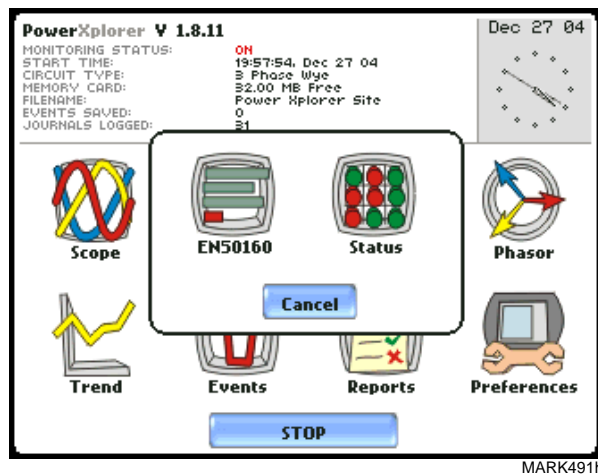 PowerXplorer V 1.8.11
Dec 27 04
MONITORING STATUS: ON
START TIME: 19:57:54, Dec 27 04
CIRCUIT TYPE: 3 Phase Wye
MEMORY CARD: 32.00 MB Free
FILENAME: Power Xplorer Site
EVENTS SAVED: 0
JOURNALS LOGGED: 31
EN50160
Status
Cancel
Scope
Phasor
Trend
Events
Reports
Preferences
STOP